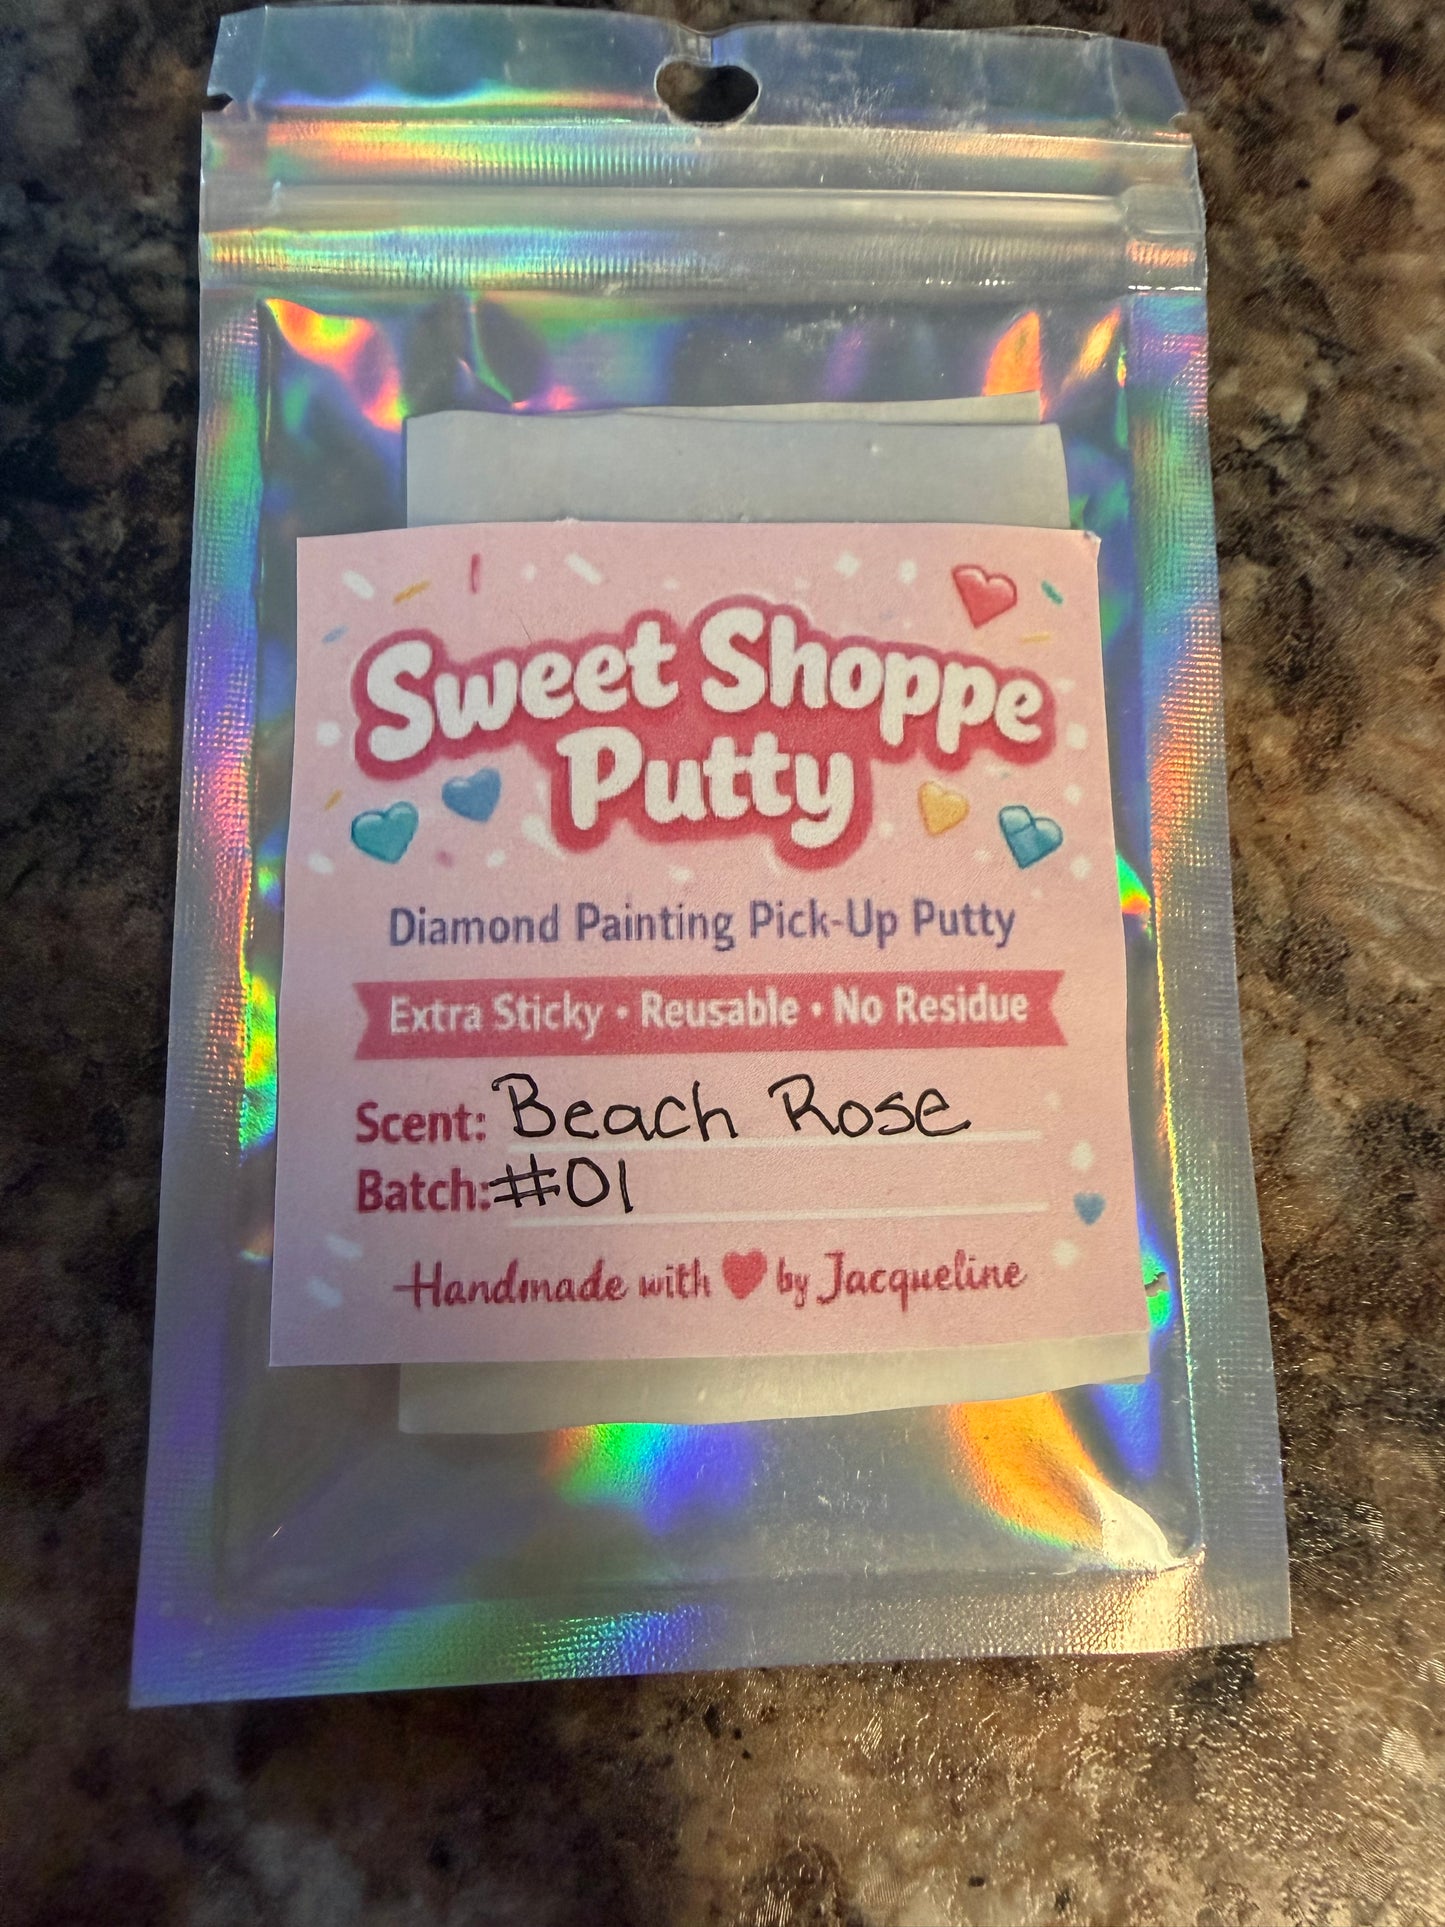 Sweet Shoppe
Putty
Diamond Painting Pick-Up Putty
Extra Sticky • Reusable • No Residue
Scent: Beach Rose
Batch: #01
Handmade with ❤ by Jacqueline